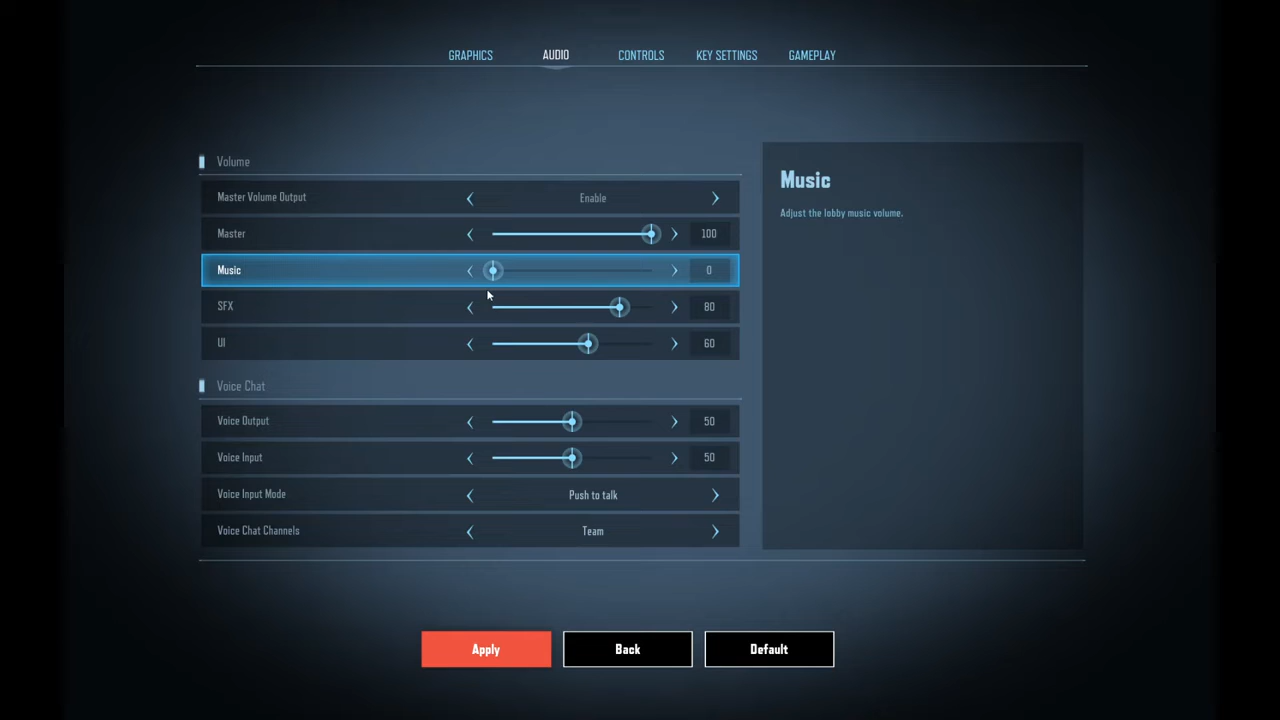 GRAPHICS AUDIO CONTROLS KEY SETTINGS GAMEPLAY
Volume
Master Volume Output Enable
Master 100
Music 0
SFX 80
UI 60
Voice Chat
Voice Output 50
Voice Input 50
Voice Input Mode Push to talk
Voice Chat Channels Team
Music
Adjust the lobby music volume.
Apply Back Default